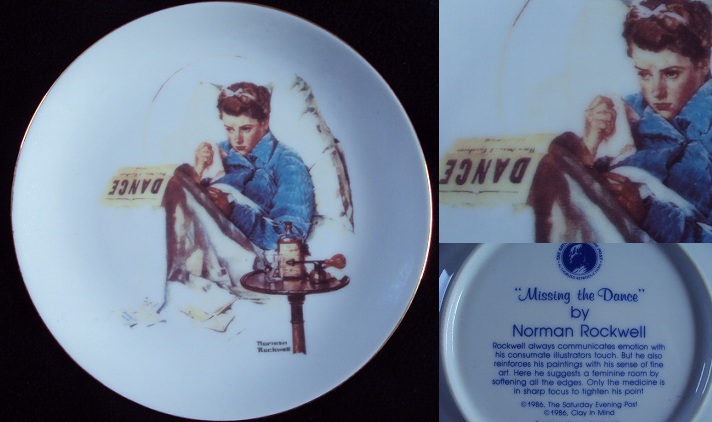 DANCE
Norman
Rockwell
DANCE
"Missing the Dance"
by
Norman Rockwell
Rockwell always communicates emotion with
his consumate illustrators touch. But he also
reinforces his paintings with his sense of fine
art. Here he suggests a feminine room by
softening all the edges. Only the medicine is
in sharp focus to tighten his point
©1986, The Saturday Evening Post
©1986, Clay In Mind